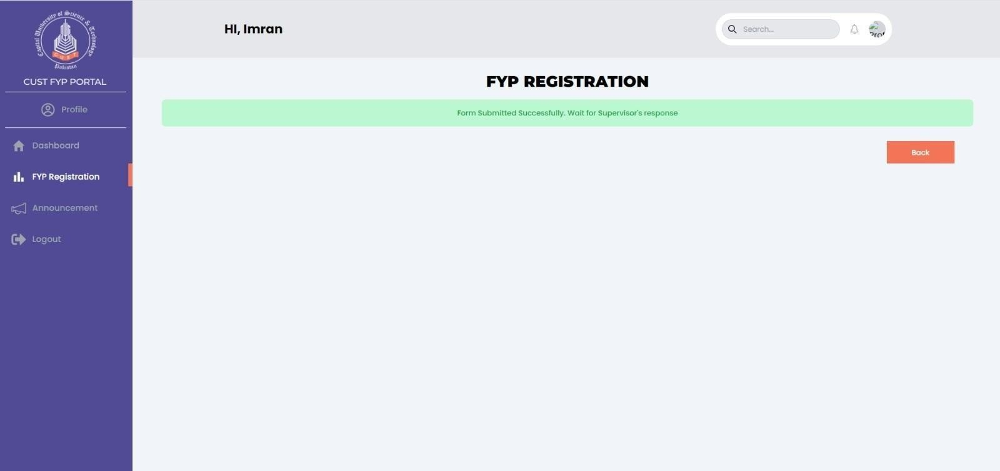 Capital University of Science & Technology
CUST
Pakistan
CUST FYP PORTAL
Profile
Dashboard
FYP Registration
Announcement
Logout
HI, Imran
Search...
Prof
FYP REGISTRATION
Form Submitted Successfully. Wait for Supervisor's response
Back